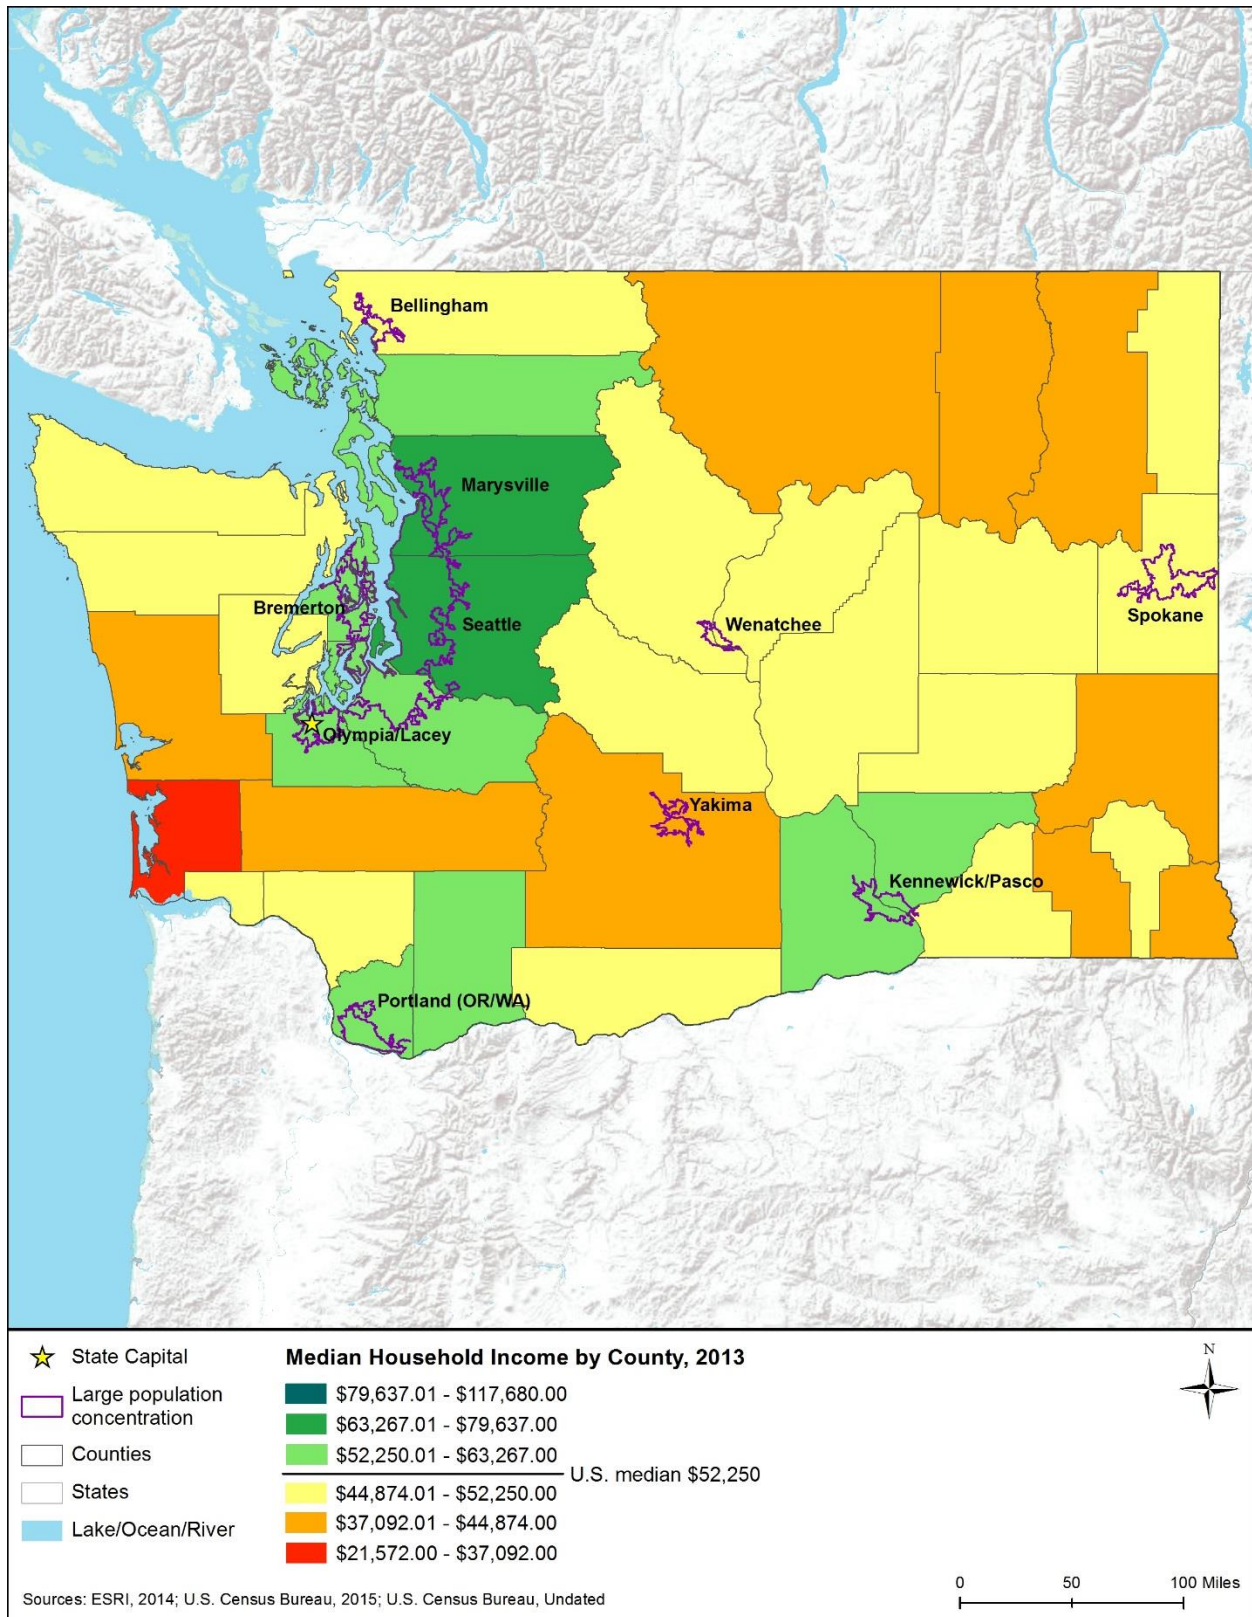 Bellingham
Marysville
Bremerton
Seattle
Wenatchee
Spokane
Olympia/Lacey
Yakima
Kennewick/Pasco
Portland (OR/WA)
State Capital
Large population
concentration
Counties
States
Lake/Ocean/River
Median Household Income by County, 2013
$79,637.01 - $117,680.00
$63,267.01 - $79,637.00
$52,250.01 - $63,267.00
U.S. median $52,250
$44,874.01 - $52,250.00
$37,092.01 - $44,874.00
$21,572.00 - $37,092.00
N
0 50 100 Miles
Sources: ESRI, 2014; U.S. Census Bureau, 2015; U.S. Census Bureau, Undated